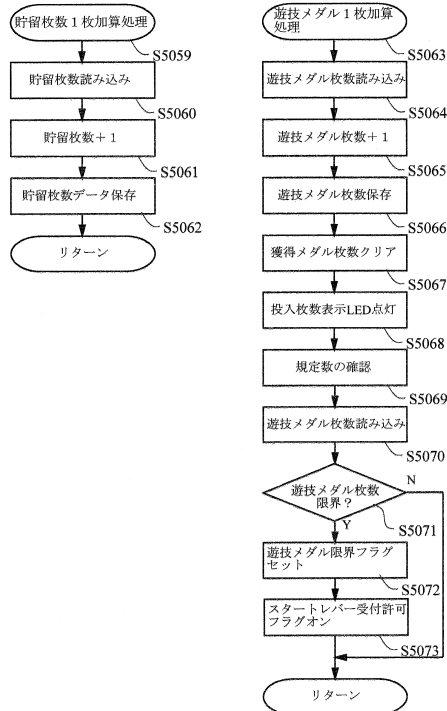 貯留枚数１枚加算処理
S5059
貯留枚数読み込み
S5060
貯留枚数＋１
S5061
貯留枚数データ保存
S5062
リターン
遊技メダル１枚加算
処理
S5063
遊技メダル枚数読み込み
S5064
遊技メダル枚数＋１
S5065
遊技メダル枚数保存
S5066
獲得メダル枚数クリア
S5067
投入枚数表示LED点灯
S5068
規定数の確認
S5069
遊技メダル枚数読み込み
S5070
遊技メダル枚数
限界？
N
S5071
Y
遊技メダル限界フラグ
セット
S5072
スタートレバー受付許可
フラグオン
S5073
リターン